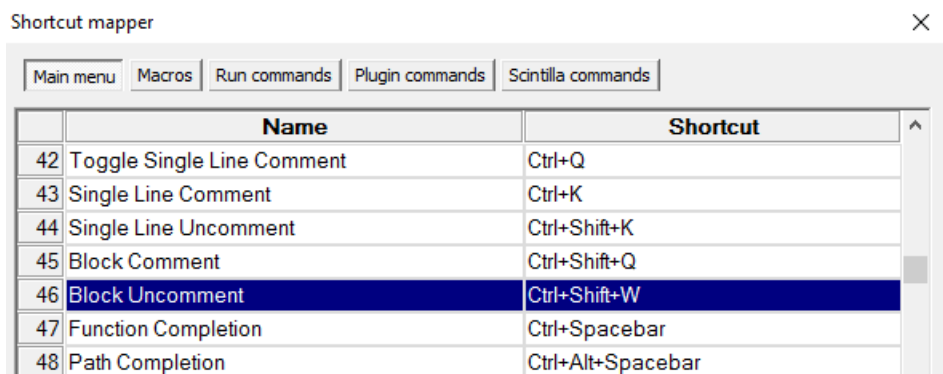 Shortcut mapper
Main menu Macros Run commands Plugin commands Scintilla commands
Name Shortcut
42 Toggle Single Line Comment Ctrl+Q
43 Single Line Comment Ctrl+K
44 Single Line Uncomment Ctrl+Shift+K
45 Block Comment Ctrl+Shift+Q
46 Block Uncomment Ctrl+Shift+W
47 Function Completion Ctrl+Spacebar
48 Path Completion Ctrl+Alt+Spacebar